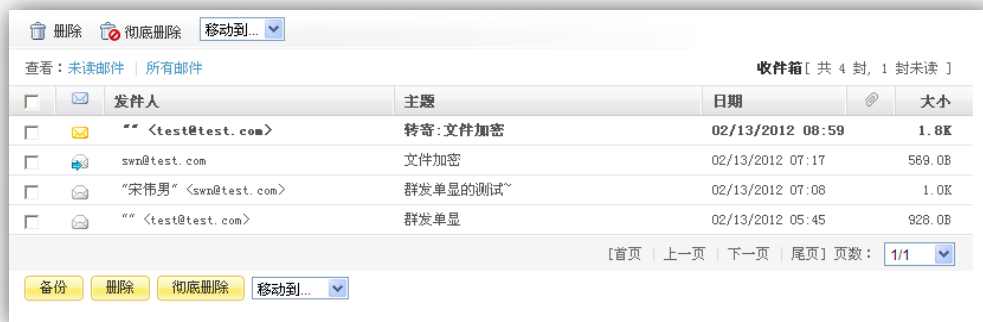 删除 彻底删除 移动到...
查看：未读邮件 | 所有邮件 收件箱[ 共 4 封, 1 封未读 ]
发件人 主题 日期 大小
"" <test@test.com> 转寄:文件加密 02/13/2012 08:59 1.8K
swn@test.com 文件加密 02/13/2012 07:17 569.0B
"宋伟男" <swn@test.com> 群发单显的测试~ 02/13/2012 07:08 1.0K
"" <test@test.com> 群发单显 02/13/2012 05:45 928.0B
[首页 | 上一页 | 下一页 | 尾页] 页数： 1/1
备份 删除 彻底删除 移动到...